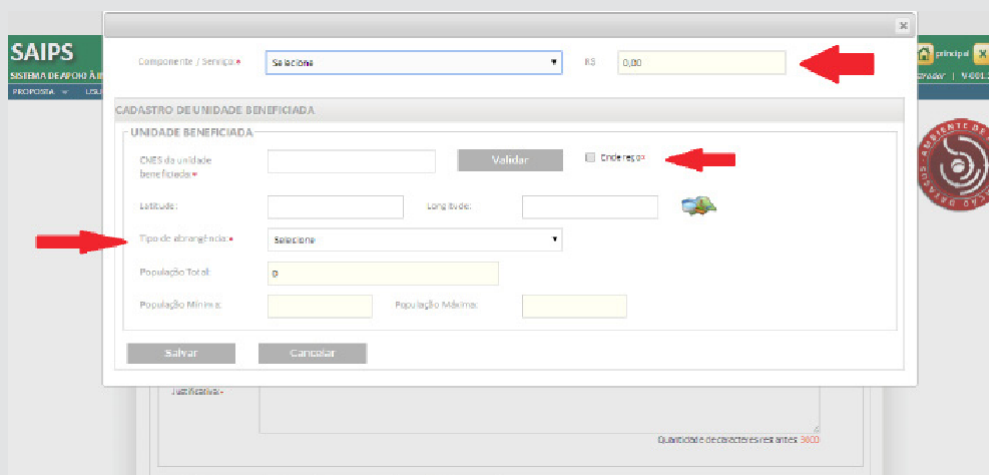 SAIPS
SISTEMA DE APOIO À
PROPOSTA
principal
Componente / Serviço:* Selecione R$ 0,00
CADASTRO DE UNIDADE BENEFICIADA
UNIDADE BENEFICIADA
CNES da unidade beneficiada:* Validar Endereço*
Latitude: Longitude:
Tipo de abrangência:* Selecione
População Total: 0
População Mínima: População Máxima:
Salvar Cancelar
Justificativa:*
Quantidade de caracteres restantes 3000